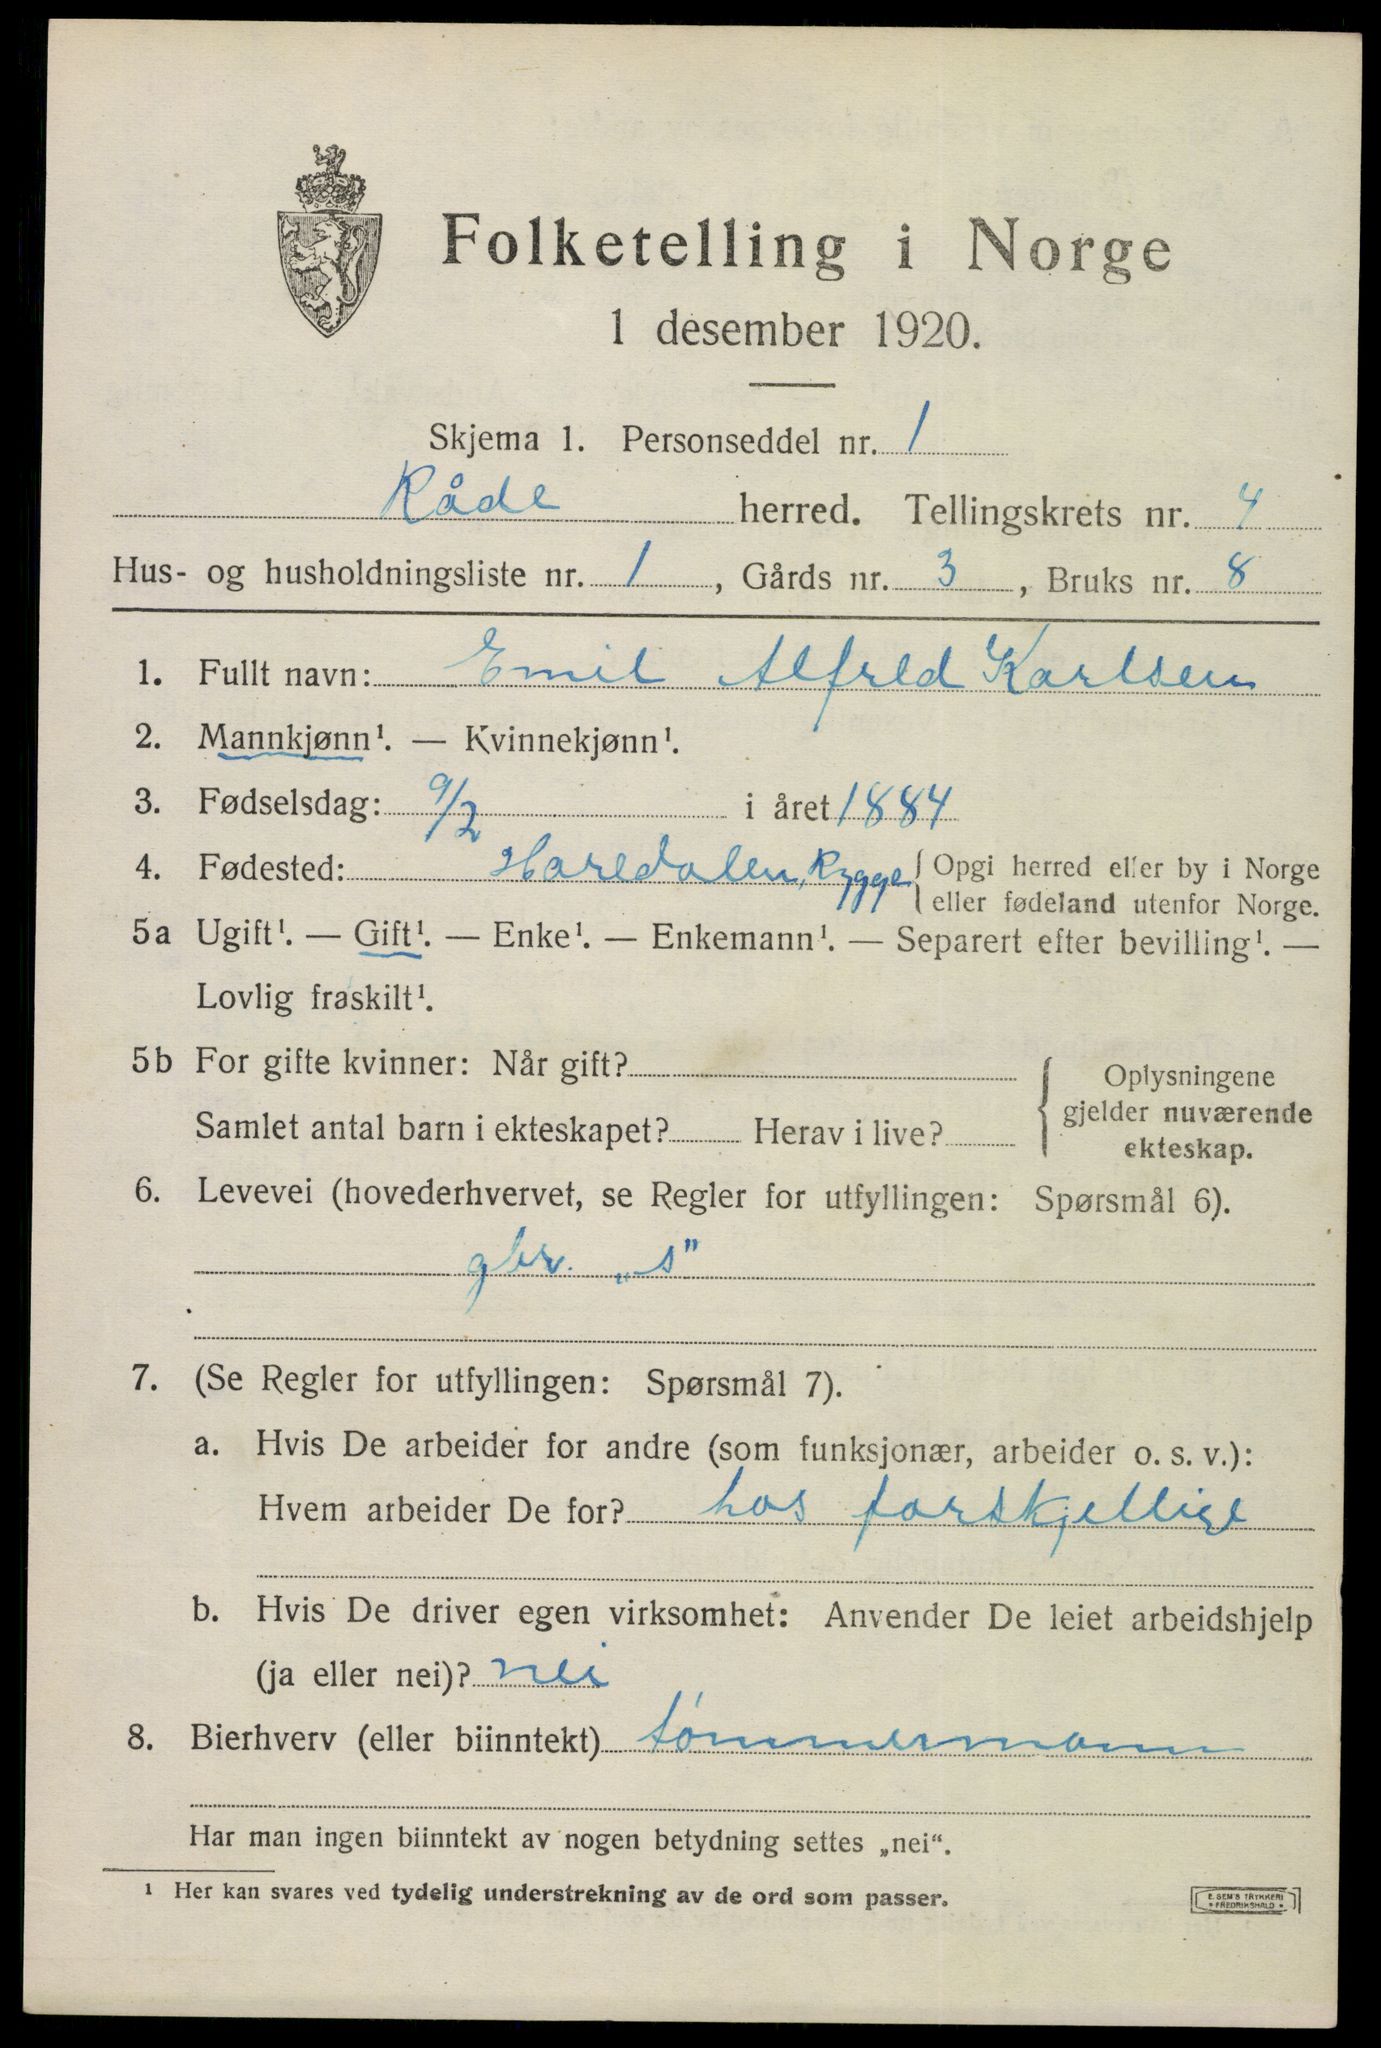 Folketelling i Norge
1 desember 1920.
Skjema 1. Personseddel nr. 1
Råde herred. Tellingskrets nr. 4
Hus- og husholdningsliste nr. 1, Gårds nr. 3, Bruks nr. 8
1. Fullt navn: Emil Alfred Karlsen
2. Mannkjønn¹. — Kvinnekjønn¹.
3. Fødselsdag: 9/2 i året 1884
4. Fødested: Haredalen, Rygge { Opgi herred eller by i Norge
eller fødeland utenfor Norge.
5a Ugift¹. — Gift¹. — Enke¹. — Enkemann¹. — Separert efter bevilling¹. —
Lovlig fraskilt¹.
5b For gifte kvinner: Når gift?
Samlet antal barn i ekteskapet? Herav i live?
Oplysningene
gjelder nuværende
ekteskap.
6. Levevei (hovederhvervet, se Regler for utfyllingen: Spørsmål 6).
gbr. „s”
7. (Se Regler for utfyllingen: Spørsmål 7).
a. Hvis De arbeider for andre (som funksjonær, arbeider o. s. v.):
Hvem arbeider De for? hos forskjellige
b. Hvis De driver egen virksomhet: Anvender De leiet arbeidshjelp
(ja eller nei)? nei
8. Bierhverv (eller biinntekt) tømmermann
Har man ingen biinntekt av nogen betydning settes „nei“.
¹ Her kan svares ved tydelig understrekning av de ord som passer.
E. SEM'S TRYKKERI
* FREDRIKSHALD *